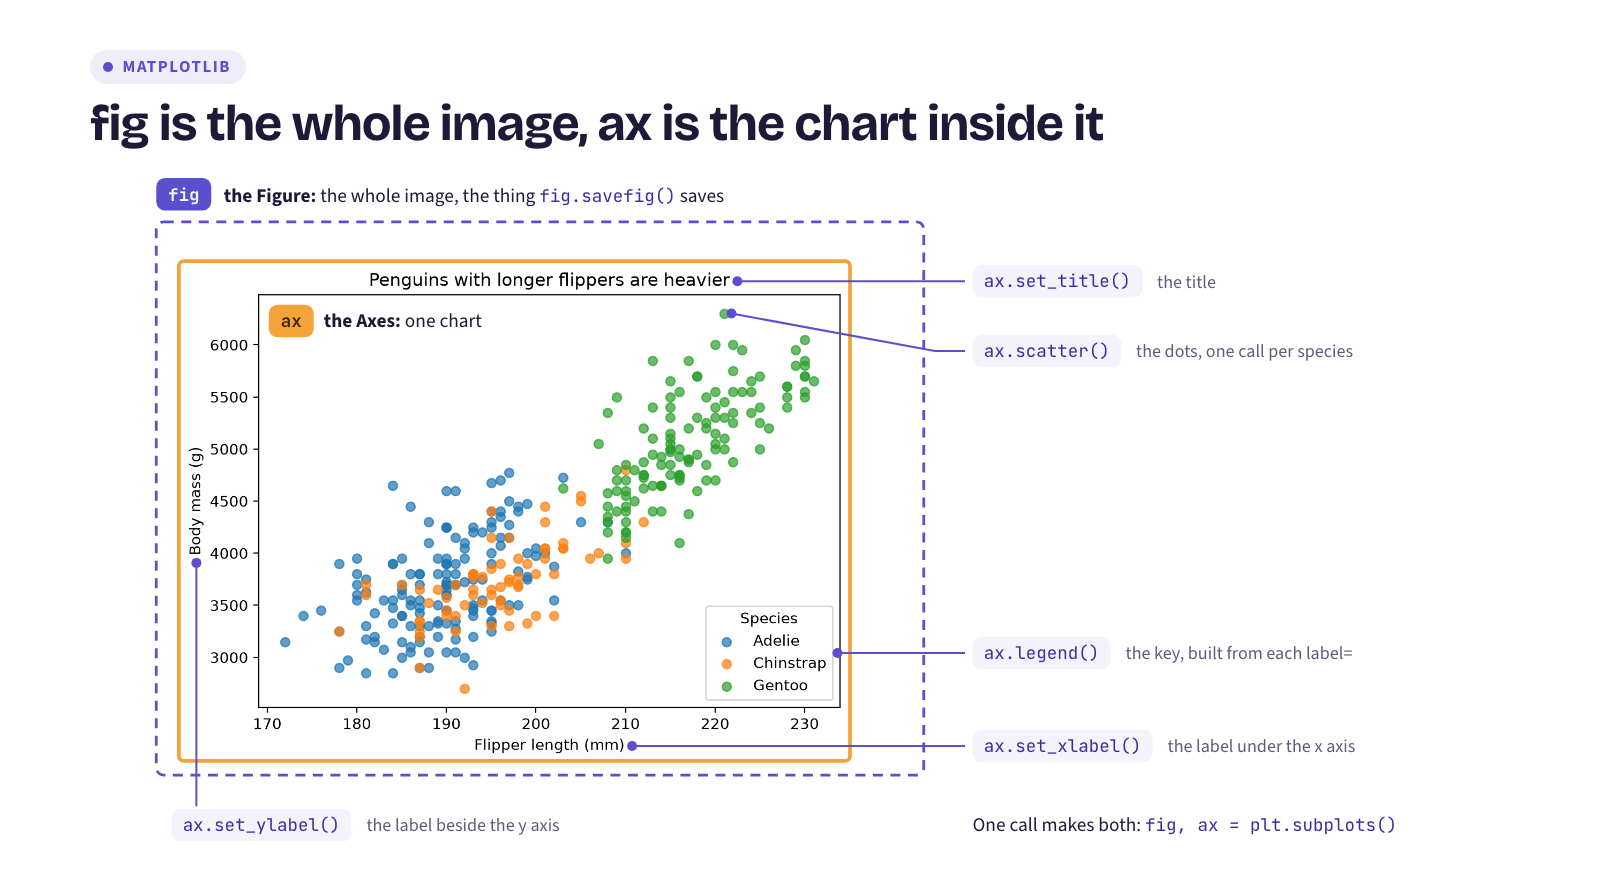 MATPLOTLIB
fig is the whole image, ax is the chart inside it
fig the Figure: the whole image, the thing fig.savefig() saves
Penguins with longer flippers are heavier
ax.set_title() the title
ax the Axes: one chart
ax.scatter() the dots, one call per species
6000
5500
5000
4500
4000
3500
3000
Body mass (g)
Species
Adelie
Chinstrap
Gentoo
ax.legend() the key, built from each label=
170 180 190 200 210 220 230
Flipper length (mm)
ax.set_xlabel() the label under the x axis
ax.set_ylabel() the label beside the y axis
One call makes both: fig, ax = plt.subplots()